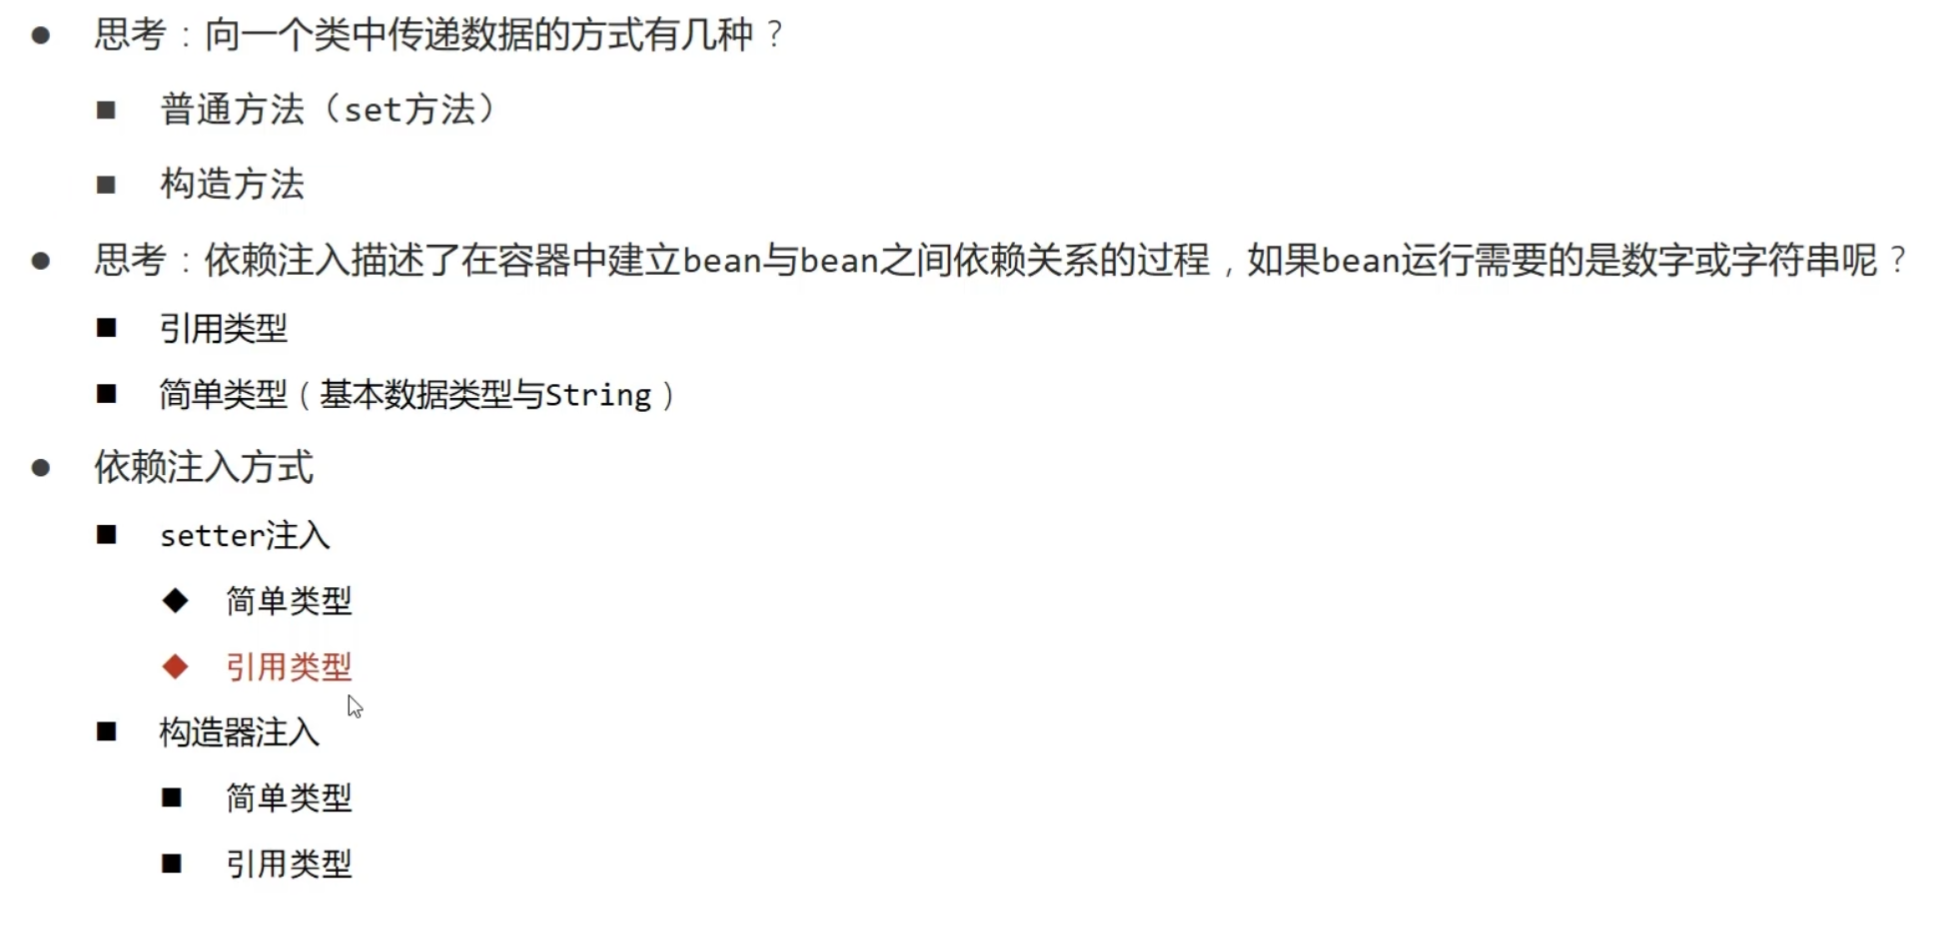 思考：向一个类中传递数据的方式有几种？
普通方法（set方法）
构造方法
思考：依赖注入描述了在容器中建立bean与bean之间依赖关系的过程，如果bean运行需要的是数字或字符串呢？
引用类型
简单类型（基本数据类型与String）
依赖注入方式
setter注入
简单类型
引用类型
构造器注入
简单类型
引用类型